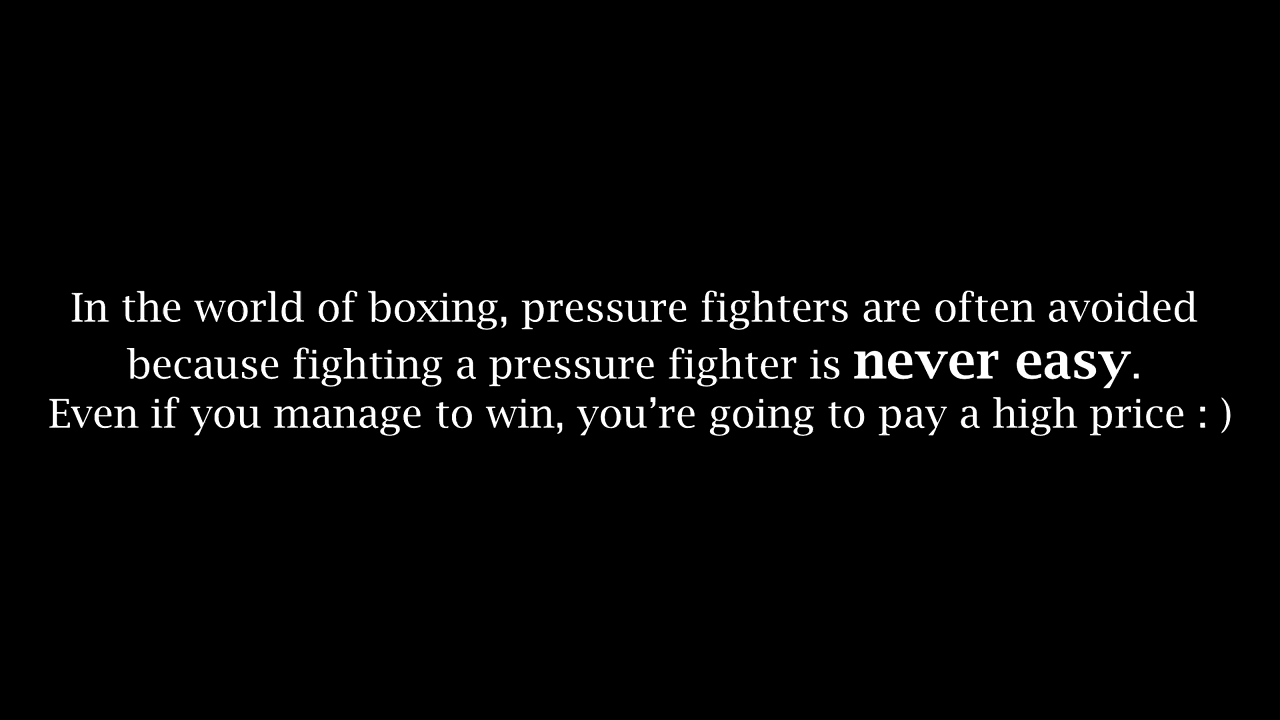 In the world of boxing, pressure fighters are often avoided
because fighting a pressure fighter is never easy.
Even if you manage to win, you’re going to pay a high price : )